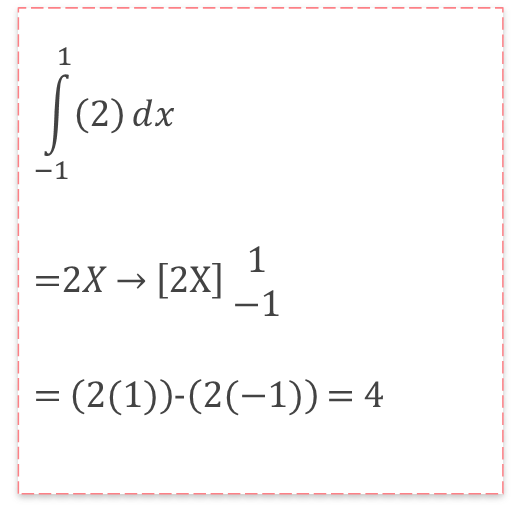 1
∫(2) dx
−1
=2X → [2X] 1
−1
= (2(1))-(2(−1)) = 4